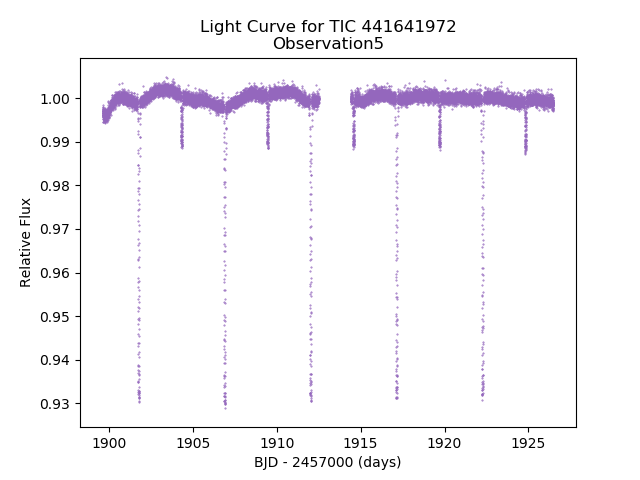 Light Curve for TIC 441641972
Observation5
1.00
0.99
0.98
0.97
0.96
0.95
0.94
0.93
Relative Flux
1900 1905 1910 1915 1920 1925
BJD - 2457000 (days)